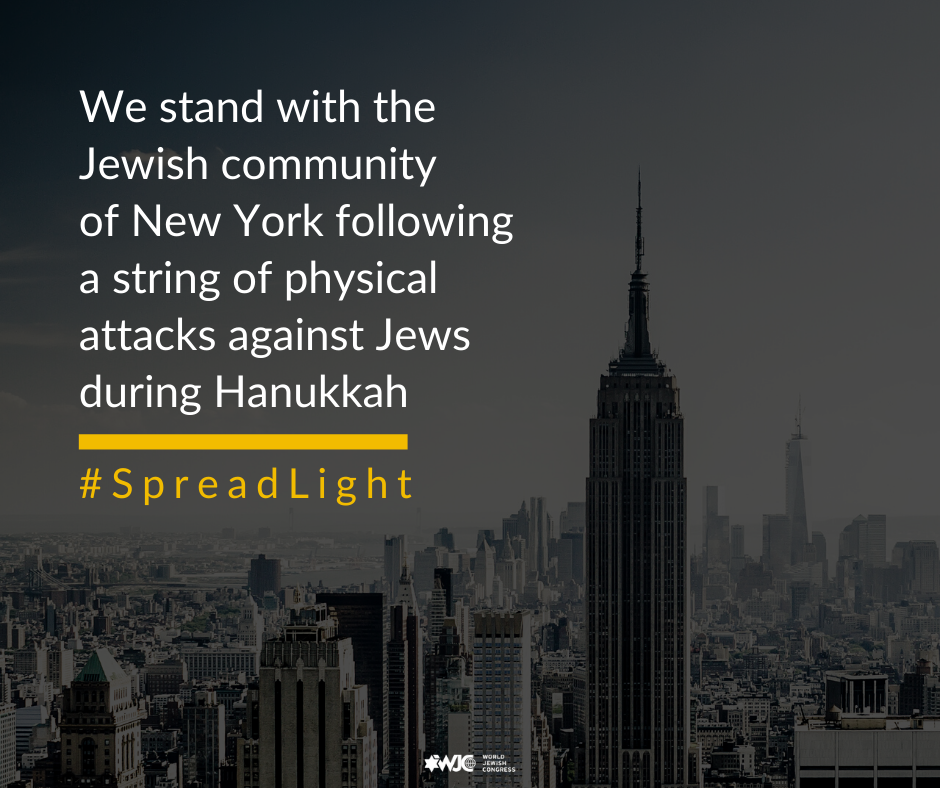 We stand with the
Jewish community
of New York following
a string of physical
attacks against Jews
during Hanukkah
#SpreadLight
WJC
WORLD
JEWISH
CONGRESS